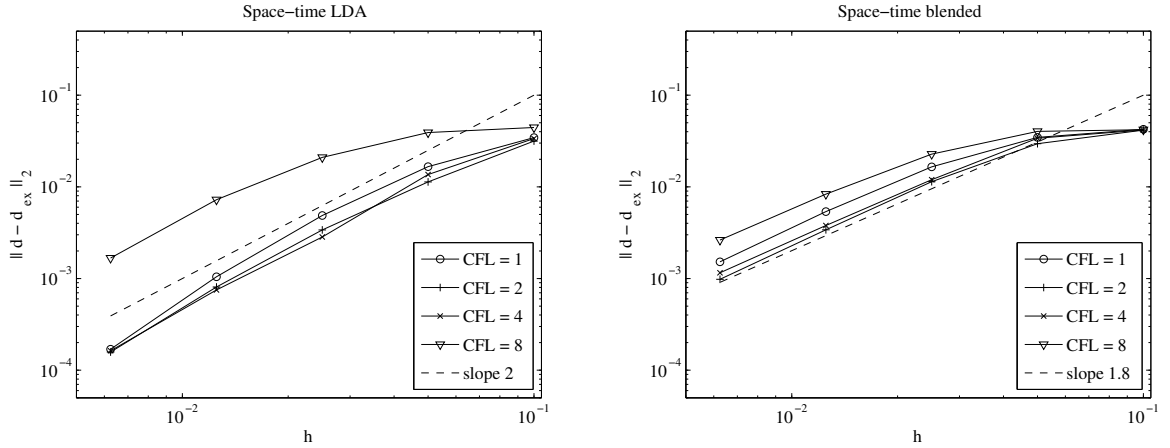 Space−time LDA
10⁻¹
10⁻²
10⁻³
10⁻⁴
|| d − d_ex ||_2
10⁻²
10⁻¹
h
CFL = 1
CFL = 2
CFL = 4
CFL = 8
slope 2
Space−time blended
10⁻¹
10⁻²
10⁻³
10⁻⁴
|| d − d_ex ||_2
10⁻²
10⁻¹
h
CFL = 1
CFL = 2
CFL = 4
CFL = 8
slope 1.8